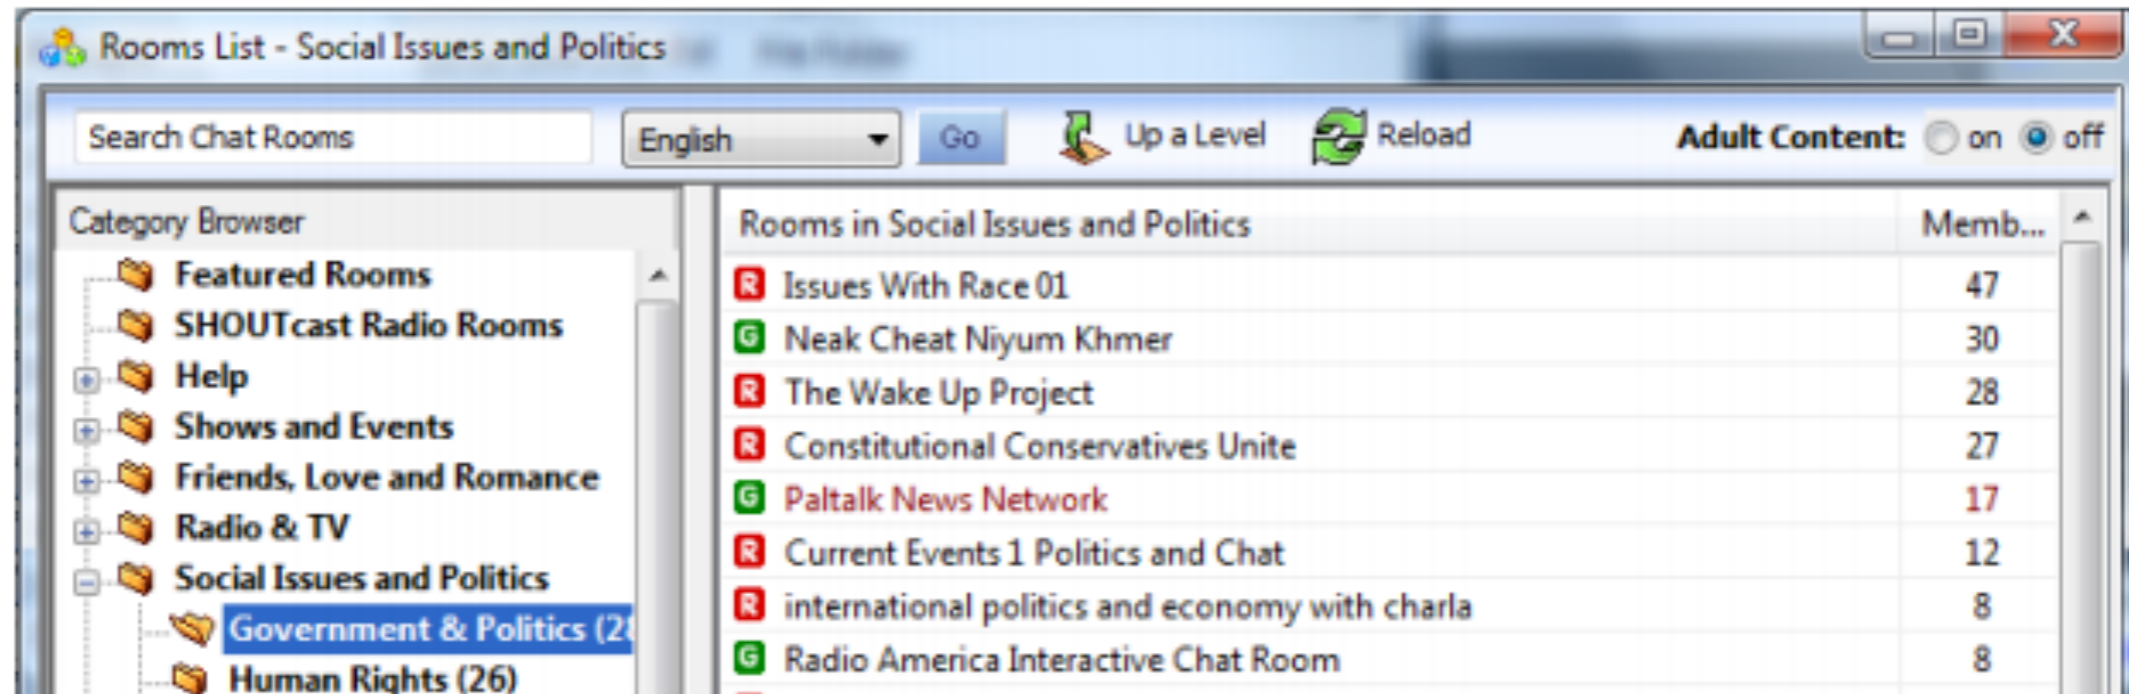 Rooms List - Social Issues and Politics
Search Chat Rooms
English
Go
Up a Level
Reload
Adult Content: on off
Category Browser
Featured Rooms
SHOUTcast Radio Rooms
Help
Shows and Events
Friends, Love and Romance
Radio & TV
Social Issues and Politics
Government & Politics (28
Human Rights (26)
Rooms in Social Issues and Politics Memb...
R Issues With Race 01 47
G Neak Cheat Niyum Khmer 30
R The Wake Up Project 28
R Constitutional Conservatives Unite 27
G Paltalk News Network 17
R Current Events 1 Politics and Chat 12
R international politics and economy with charla 8
G Radio America Interactive Chat Room 8